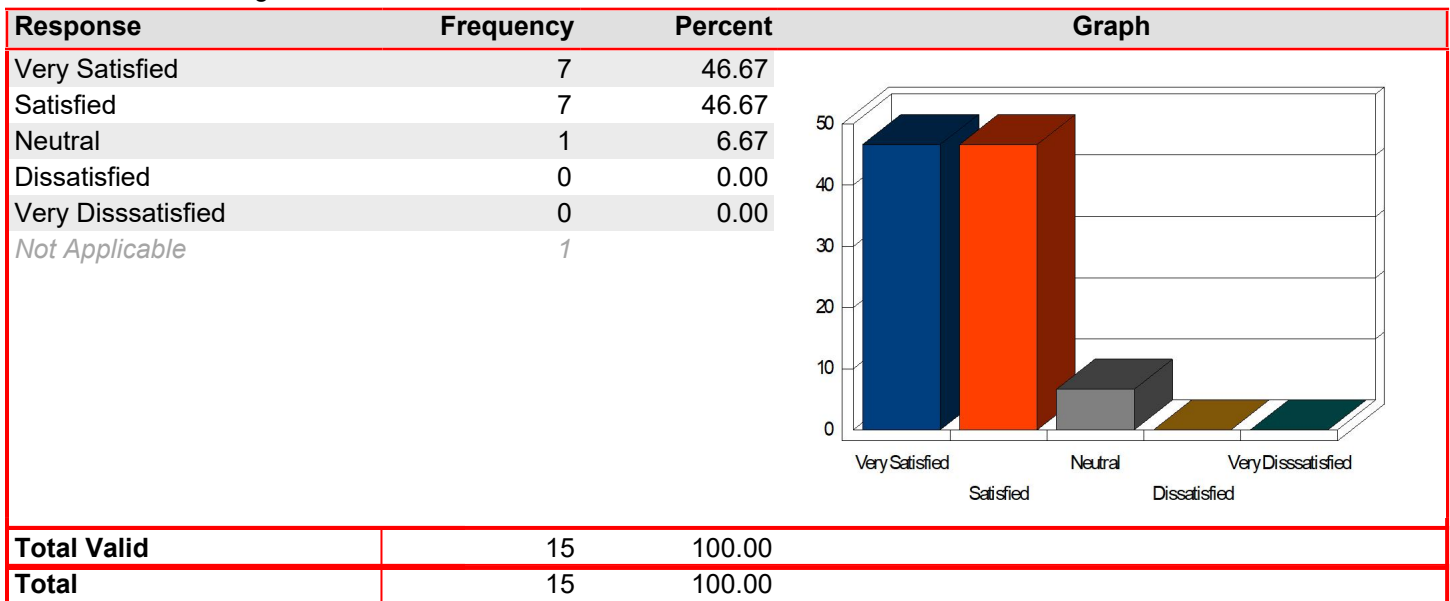 Response Frequency Percent Graph
Very Satisfied 7 46.67
Satisfied 7 46.67
Neutral 1 6.67
Dissatisfied 0 0.00
Very Disssatisfied 0 0.00
Not Applicable 1
50
40
30
20
10
0
Very Satisfied Neutral Very Disssatisfied
Satisfied Dissatisfied
Total Valid 15 100.00
Total 15 100.00